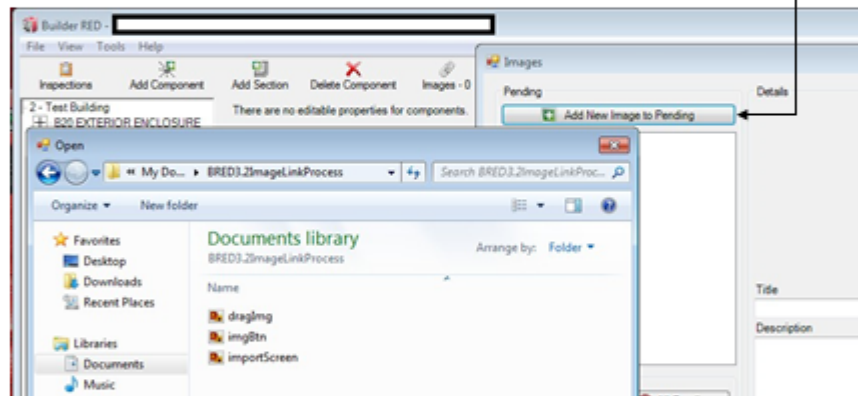 Builder RED -
File View Tools Help
Inspections Add Component Add Section Delete Component Images - 0
2 - Test Building
B20 EXTERIOR ENCLOSURE
There are no editable properties for components.
Images
Pending
Details
Add New Image to Pending
Open
« My Do... BRED3.2ImageLinkProcess
Search BRED3.2ImageLinkProc...
Organize New folder
Favorites
Desktop
Downloads
Recent Places
Libraries
Documents
Music
Documents library
BRED3.2ImageLinkProcess
Arrange by: Folder
Name
dragImg
imgBtn
importScreen
Title
Description